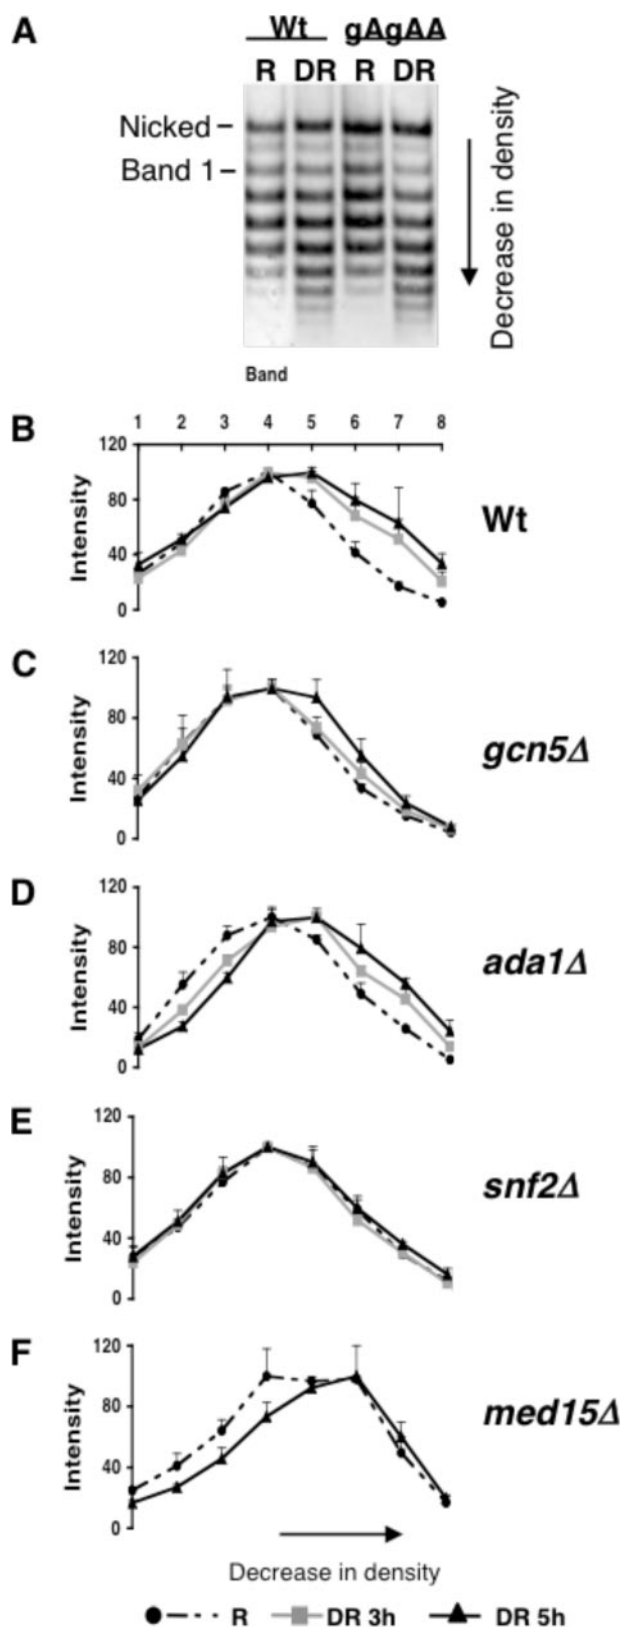 A
Wt gAgAA
R DR R DR
Nicked –
Band 1 –
Decrease in density
Band
B
1 2 3 4 5 6 7 8
120
80
40
0
Intensity
Wt
C
120
80
40
0
Intensity
gcn5Δ
D
120
80
40
0
Intensity
ada1Δ
E
120
80
40
0
Intensity
snf2Δ
F
120
80
40
0
Intensity
med15Δ
Decrease in density
R DR 3h DR 5h